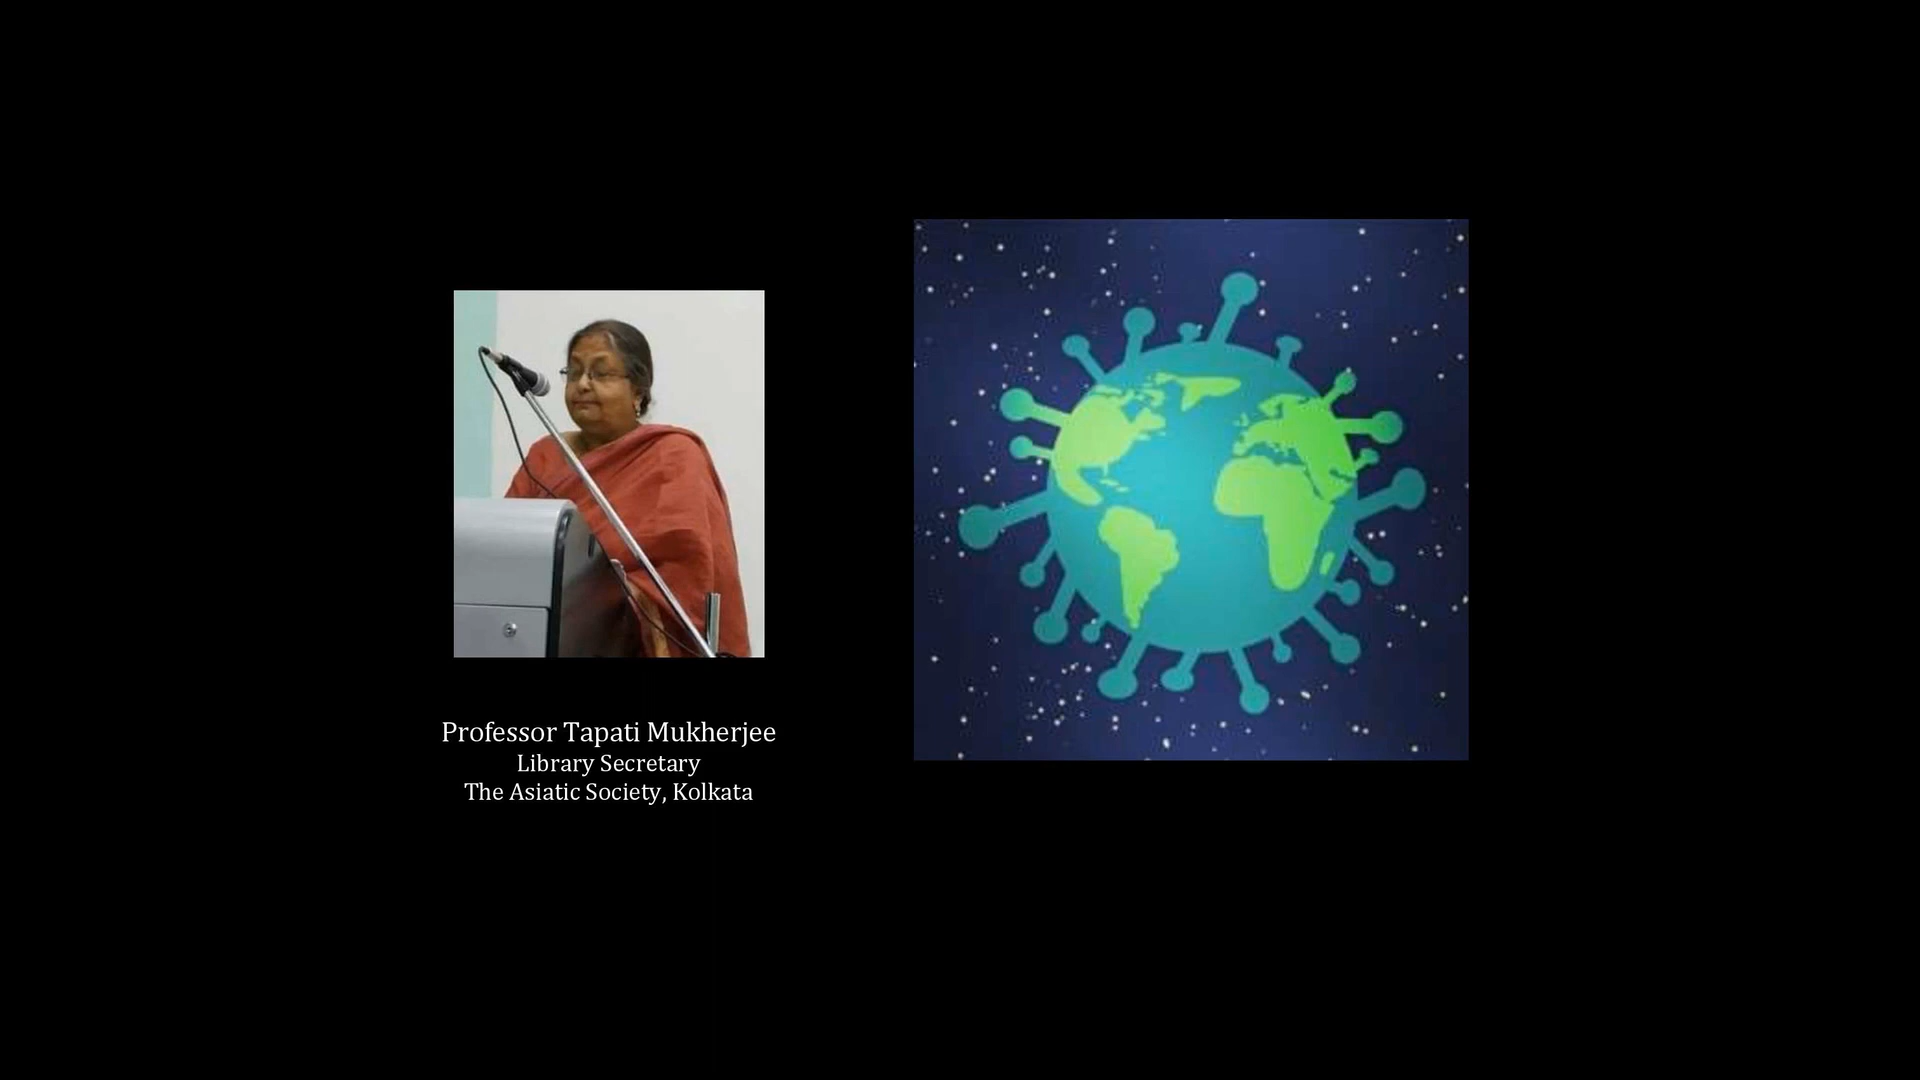 Professor Tapati Mukherjee
Library Secretary
The Asiatic Society, Kolkata